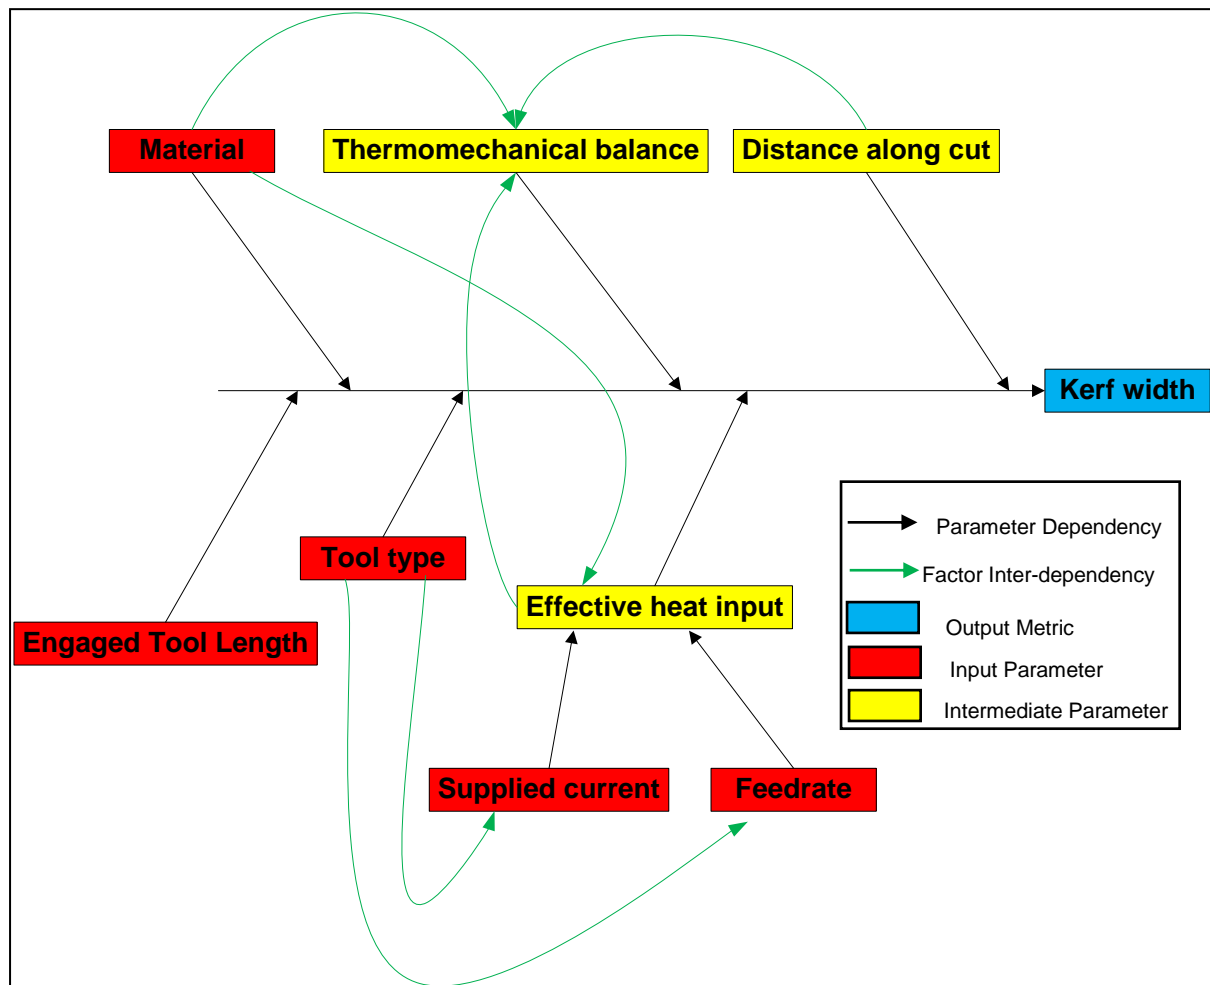 Material
Thermomechanical balance
Distance along cut
Kerf width
Tool type
Effective heat input
Engaged Tool Length
Supplied current
Feedrate
Parameter Dependency
Factor Inter-dependency
Output Metric
Input Parameter
Intermediate Parameter